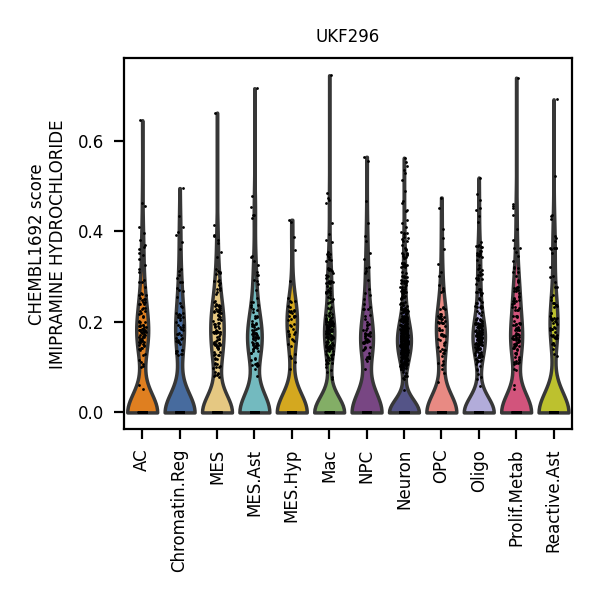 UKF296
CHEMBL1692 score
IMIPRAMINE HYDROCHLORIDE
0.6
0.4
0.2
0.0
AC
Chromatin.Reg
MES
MES.Ast
MES.Hyp
Mac
NPC
Neuron
OPC
Oligo
Prolif.Metab
Reactive.Ast